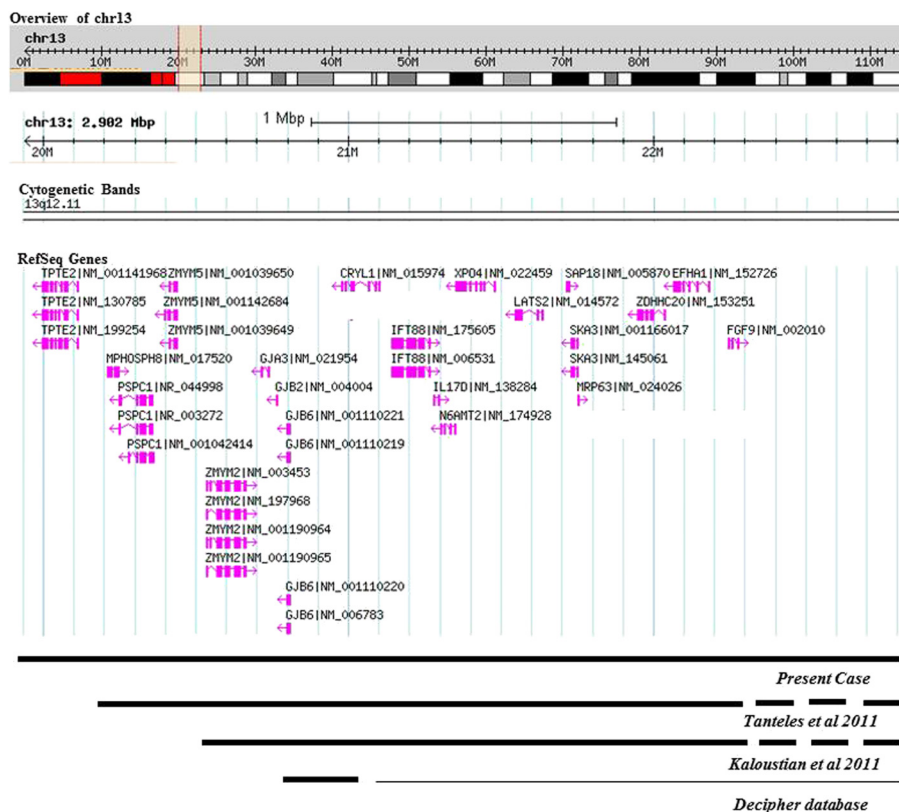 Overview of chr13
chr13
0M 10M 20M 30M 40M 50M 60M 70M 80M 90M 100M 110M
chr13: 2.902 Mbp 1 Mbp
20M 21M 22M
Cytogenetic Bands
13q12.11
RefSeq Genes
TPTE2|NM_001141968 ZMYM5|NM_001039650 CRYL1|NM_015974 XPO4|NM_022459 SAP18|NM_005870 EFHA1|NM_152726
TPTE2|NM_130785 ZMYM5|NM_001142684 LATS2|NM_014572 ZDHHC20|NM_153251
TPTE2|NM_199254 ZMYM5|NM_001039649 IFT88|NM_175605 SKA3|NM_001166017 FGF9|NM_002010
MPHOSPH8|NM_017520 GJA3|NM_021954 IFT88|NM_006531 SKA3|NM_145061
PSPC1|NR_044998 GJB2|NM_004004 IL17D|NM_138284 MRP63|NM_024026
PSPC1|NR_003272 GJB6|NM_001110221 N6AMT2|NM_174928
PSPC1|NM_001042414 GJB6|NM_001110219
ZMYM2|NM_003453
ZMYM2|NM_197968
ZMYM2|NM_001190964
ZMYM2|NM_001190965
GJB6|NM_001110220
GJB6|NM_006783
Present Case
Tanteles et al 2011
Kaloustian et al 2011
Decipher database